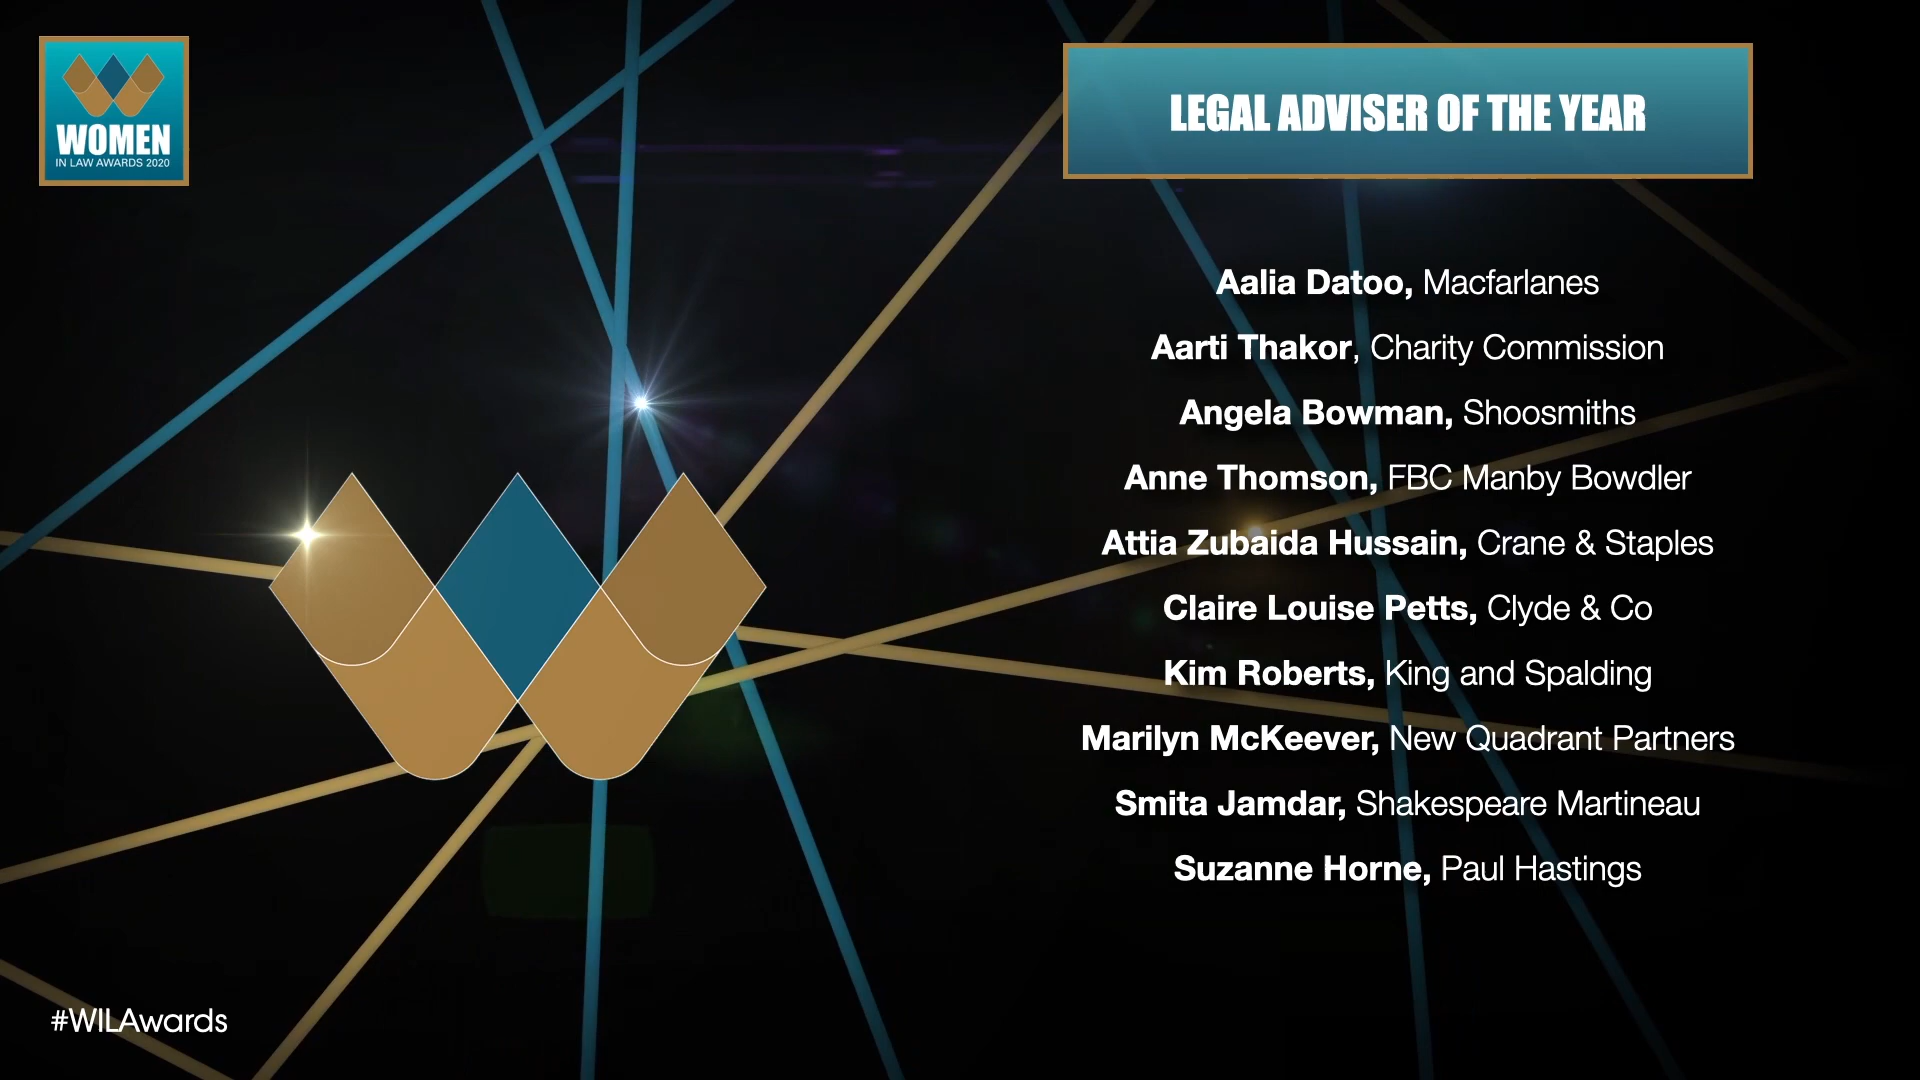 WOMEN
IN LAW AWARDS 2020
LEGAL ADVISER OF THE YEAR
Aalia Datoo, Macfarlanes
Aarti Thakor, Charity Commission
Angela Bowman, Shoosmiths
Anne Thomson, FBC Manby Bowdler
Attia Zubaida Hussain, Crane & Staples
Claire Louise Petts, Clyde & Co
Kim Roberts, King and Spalding
Marilyn McKeever, New Quadrant Partners
Smita Jamdar, Shakespeare Martineau
Suzanne Horne, Paul Hastings
#WILAwards